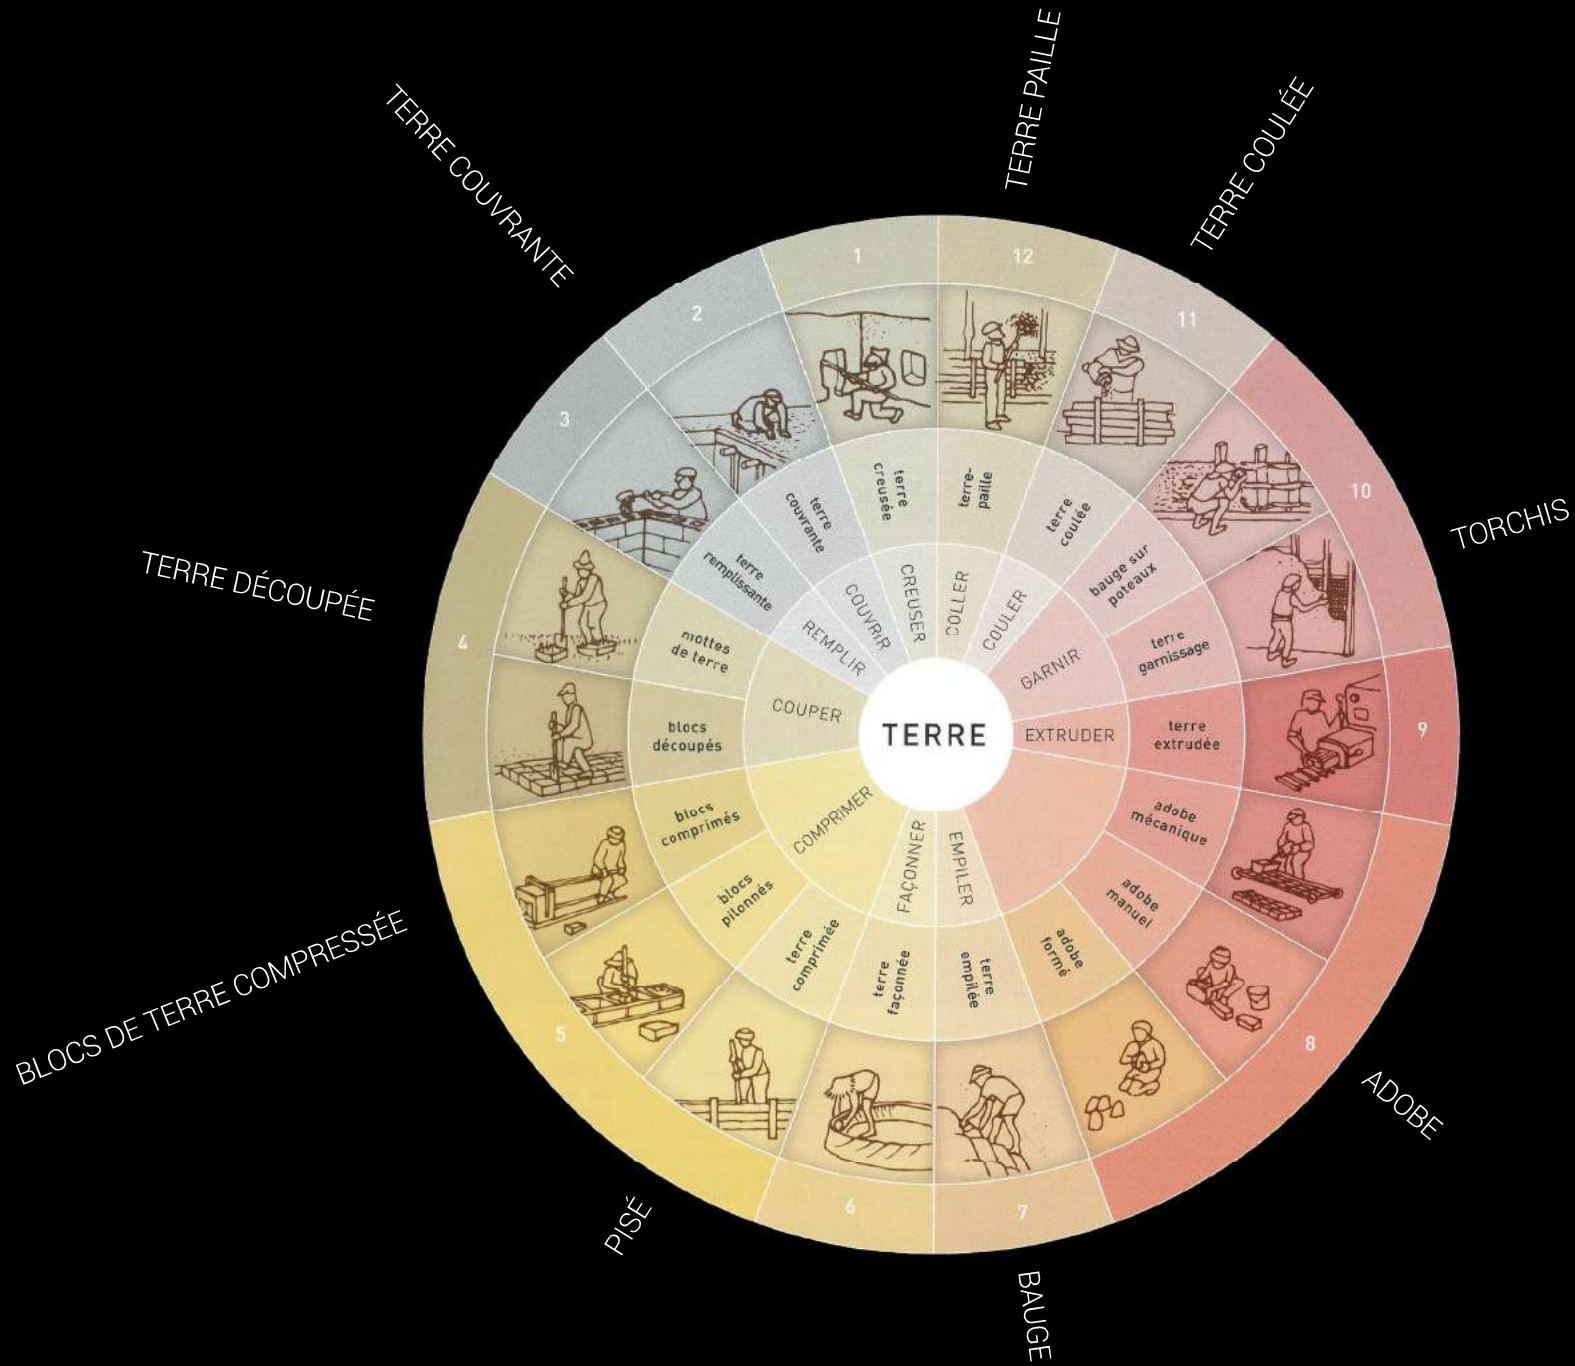 TERRE PAILLE
TERRE COULÉE
TERRE COUVRANTE
TORCHIS
TERRE DÉCOUPÉE
BLOCS DE TERRE COMPRESSÉE
ADOBE
PISÉ
BAUGE
1
2
3
4
5
6
7
8
9
10
11
12
terre
creusée
terre
couvrante
terre
remplissante
mottes
de terre
blocs
découpés
blocs
comprimés
blocs
pilonnés
terre
comprimée
terre
façonnée
terre
empilée
adobe
formé
adobe
manuel
adobe
mécanique
terre
extrudée
terre
garnissage
bauge sur
poteaux
terre
coulée
terre-
paille
CREUSER
COUVRIR
REMPLIR
COUPER
COMPRIMER
FAÇONNER
EMPILER
EXTRUDER
GARNIR
COULER
COLLER
TERRE